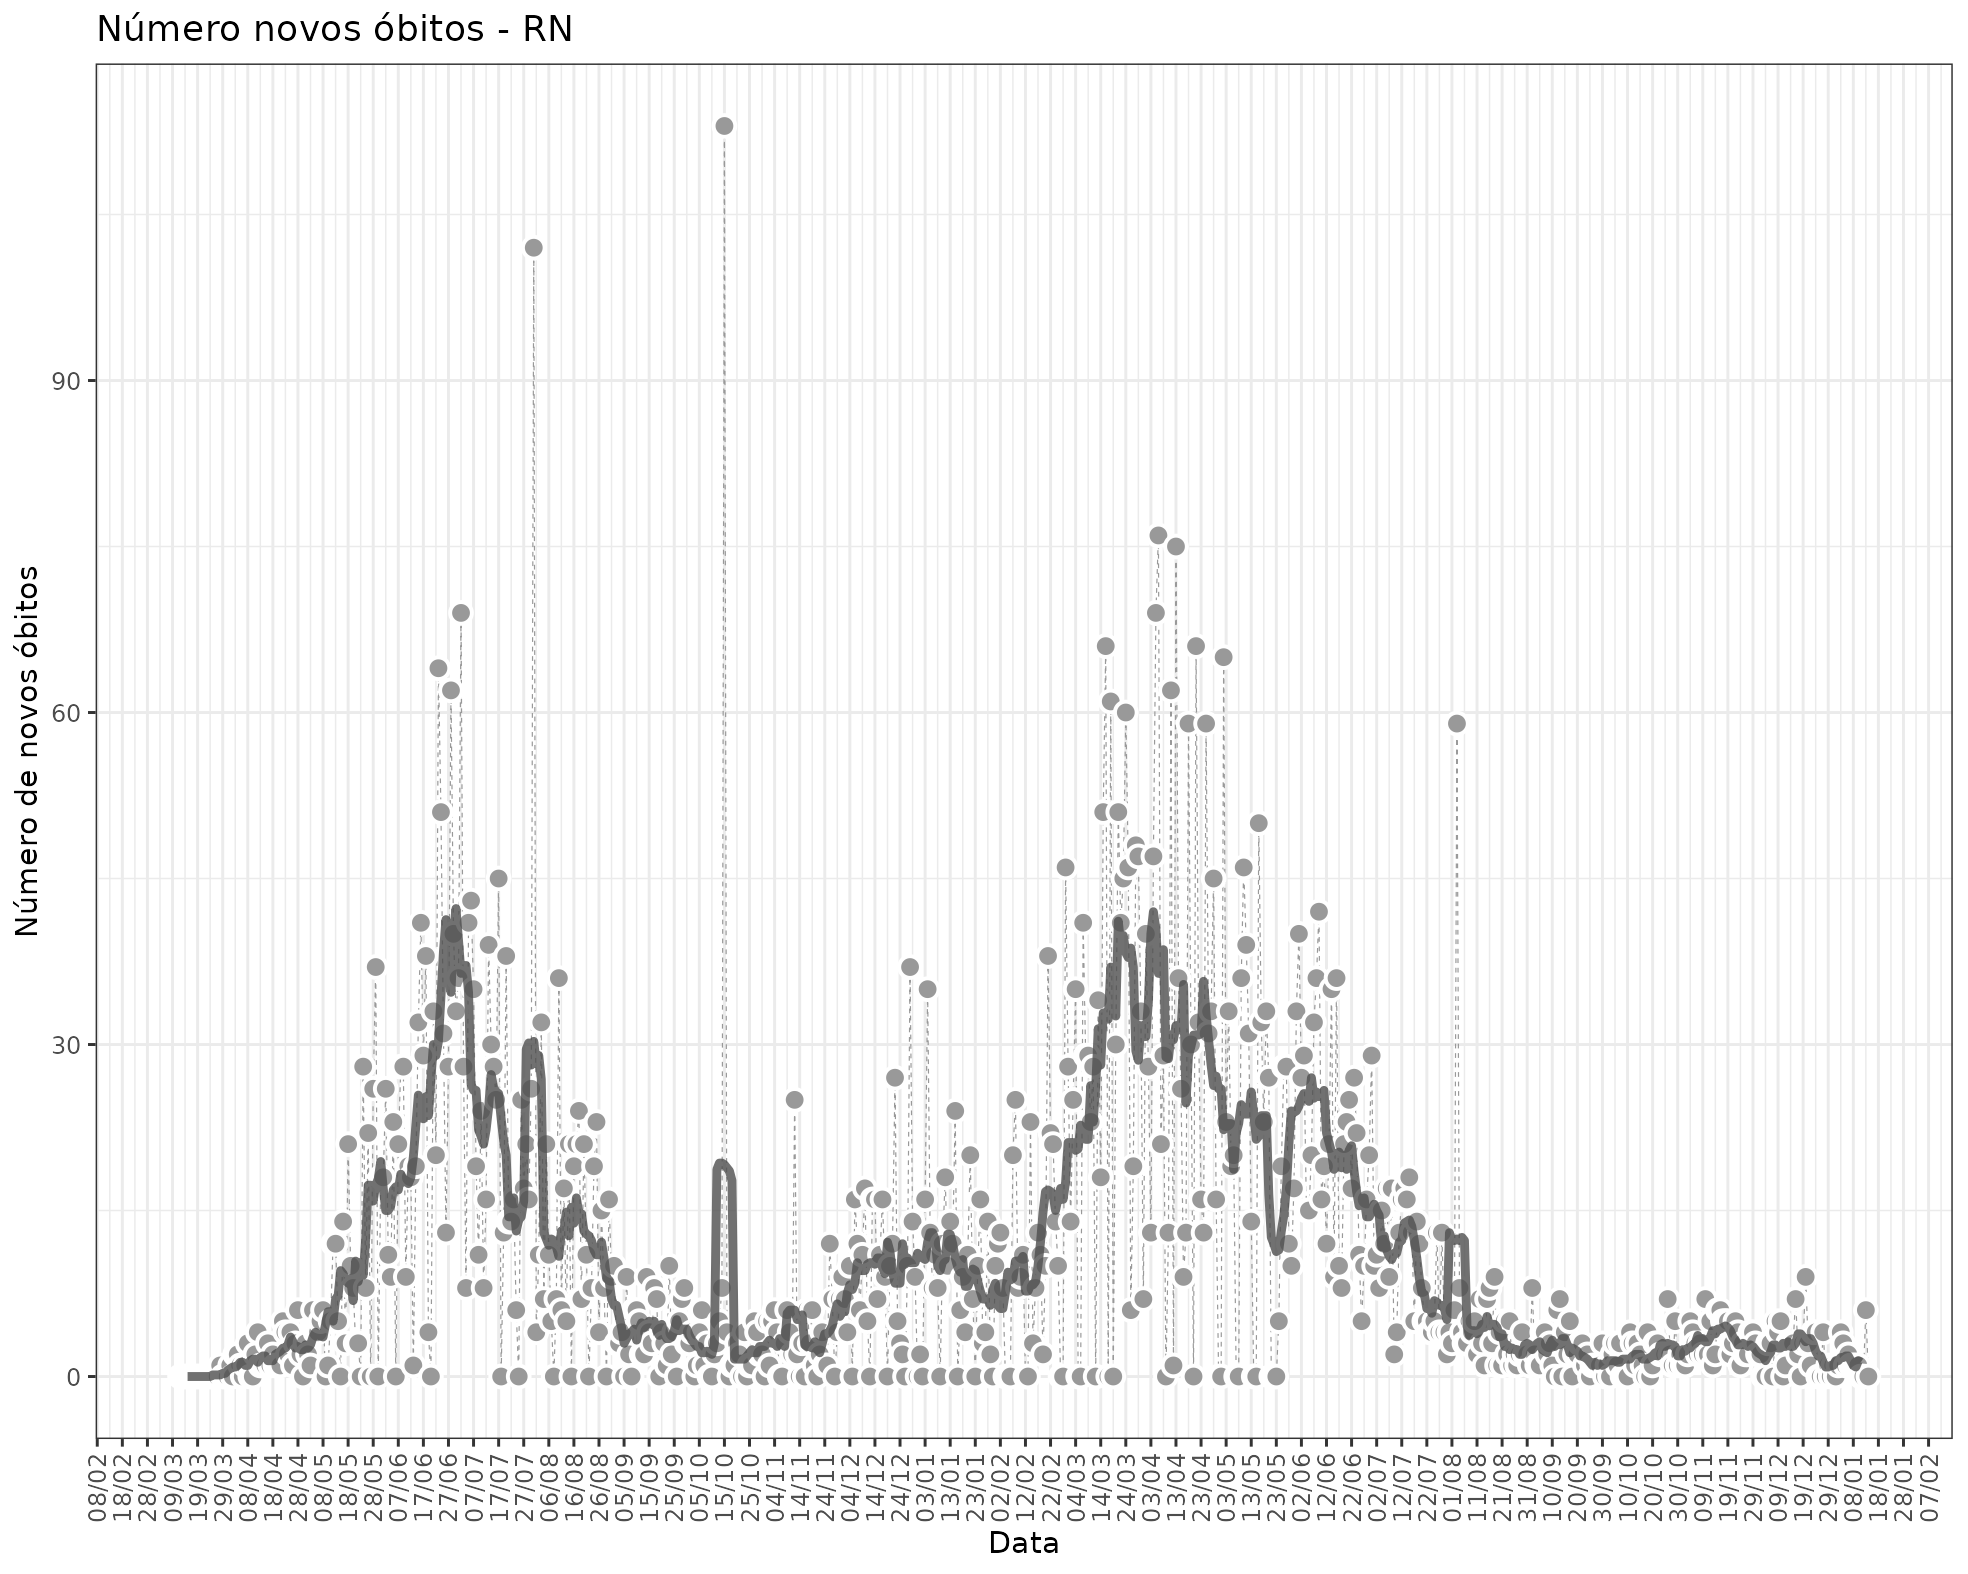 Número novos óbitos - RN
Número de novos óbitos
90
60
30
0
08/02 18/02 28/02 09/03 19/03 29/03 08/04 18/04 28/04 08/05 18/05 28/05 07/06 17/06 27/06 07/07 17/07 27/07 06/08 16/08 26/08 05/09 15/09 25/09 05/10 15/10 25/10 04/11 14/11 24/11 04/12 14/12 24/12 03/01 13/01 23/01 02/02 12/02 22/02 04/03 14/03 24/03 03/04 13/04 23/04 03/05 13/05 23/05 02/06 12/06 22/06 02/07 12/07 22/07 01/08 11/08 21/08 31/08 10/09 20/09 30/09 10/10 20/10 30/10 09/11 19/11 29/11 09/12 19/12 29/12 08/01 18/01 28/01 07/02
Data